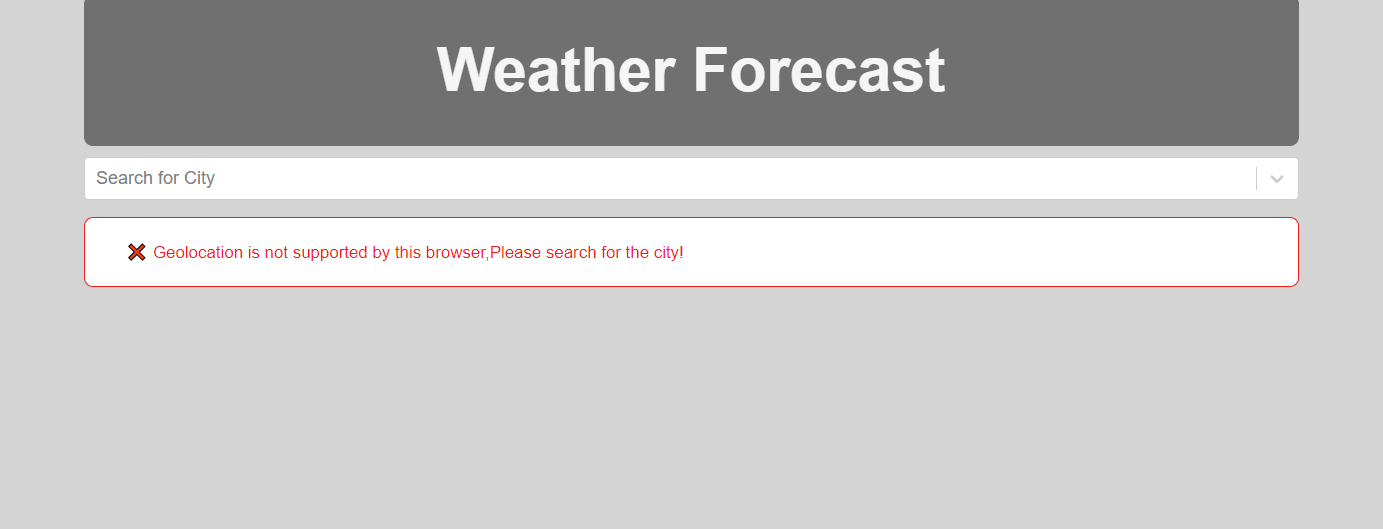 Weather Forecast
Search for City
Geolocation is not supported by this browser,Please search for the city!